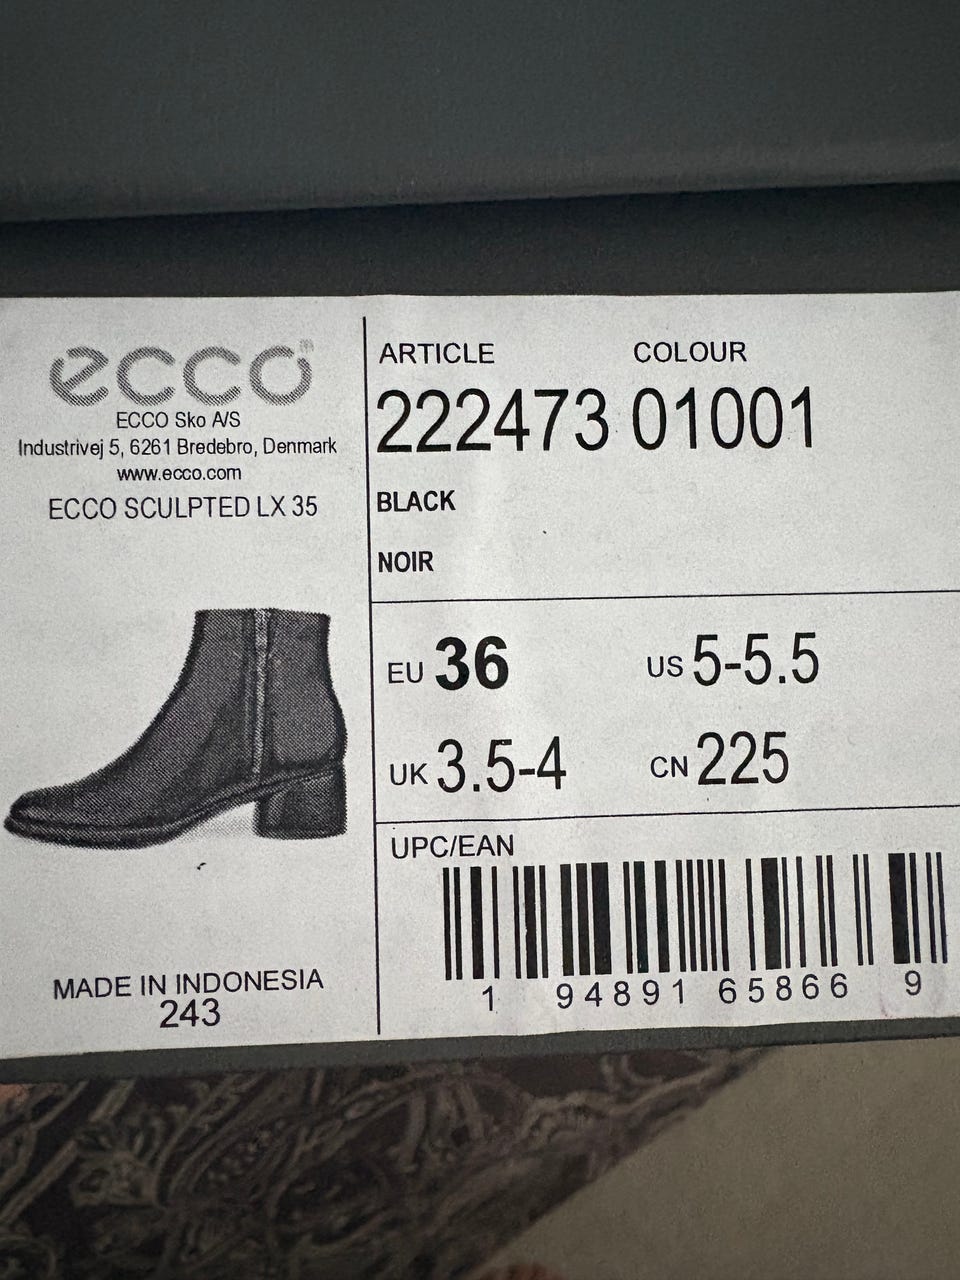 ecco
ECCO Sko A/S
Industrivej 5, 6261 Bredebro, Denmark
www.ecco.com
ECCO SCULPTED LX 35
MADE IN INDONESIA
243
ARTICLE COLOUR
222473 01001
BLACK
NOIR
EU 36 US 5-5.5
UK 3.5-4 CN 225
UPC/EAN
1 94891 65866 9